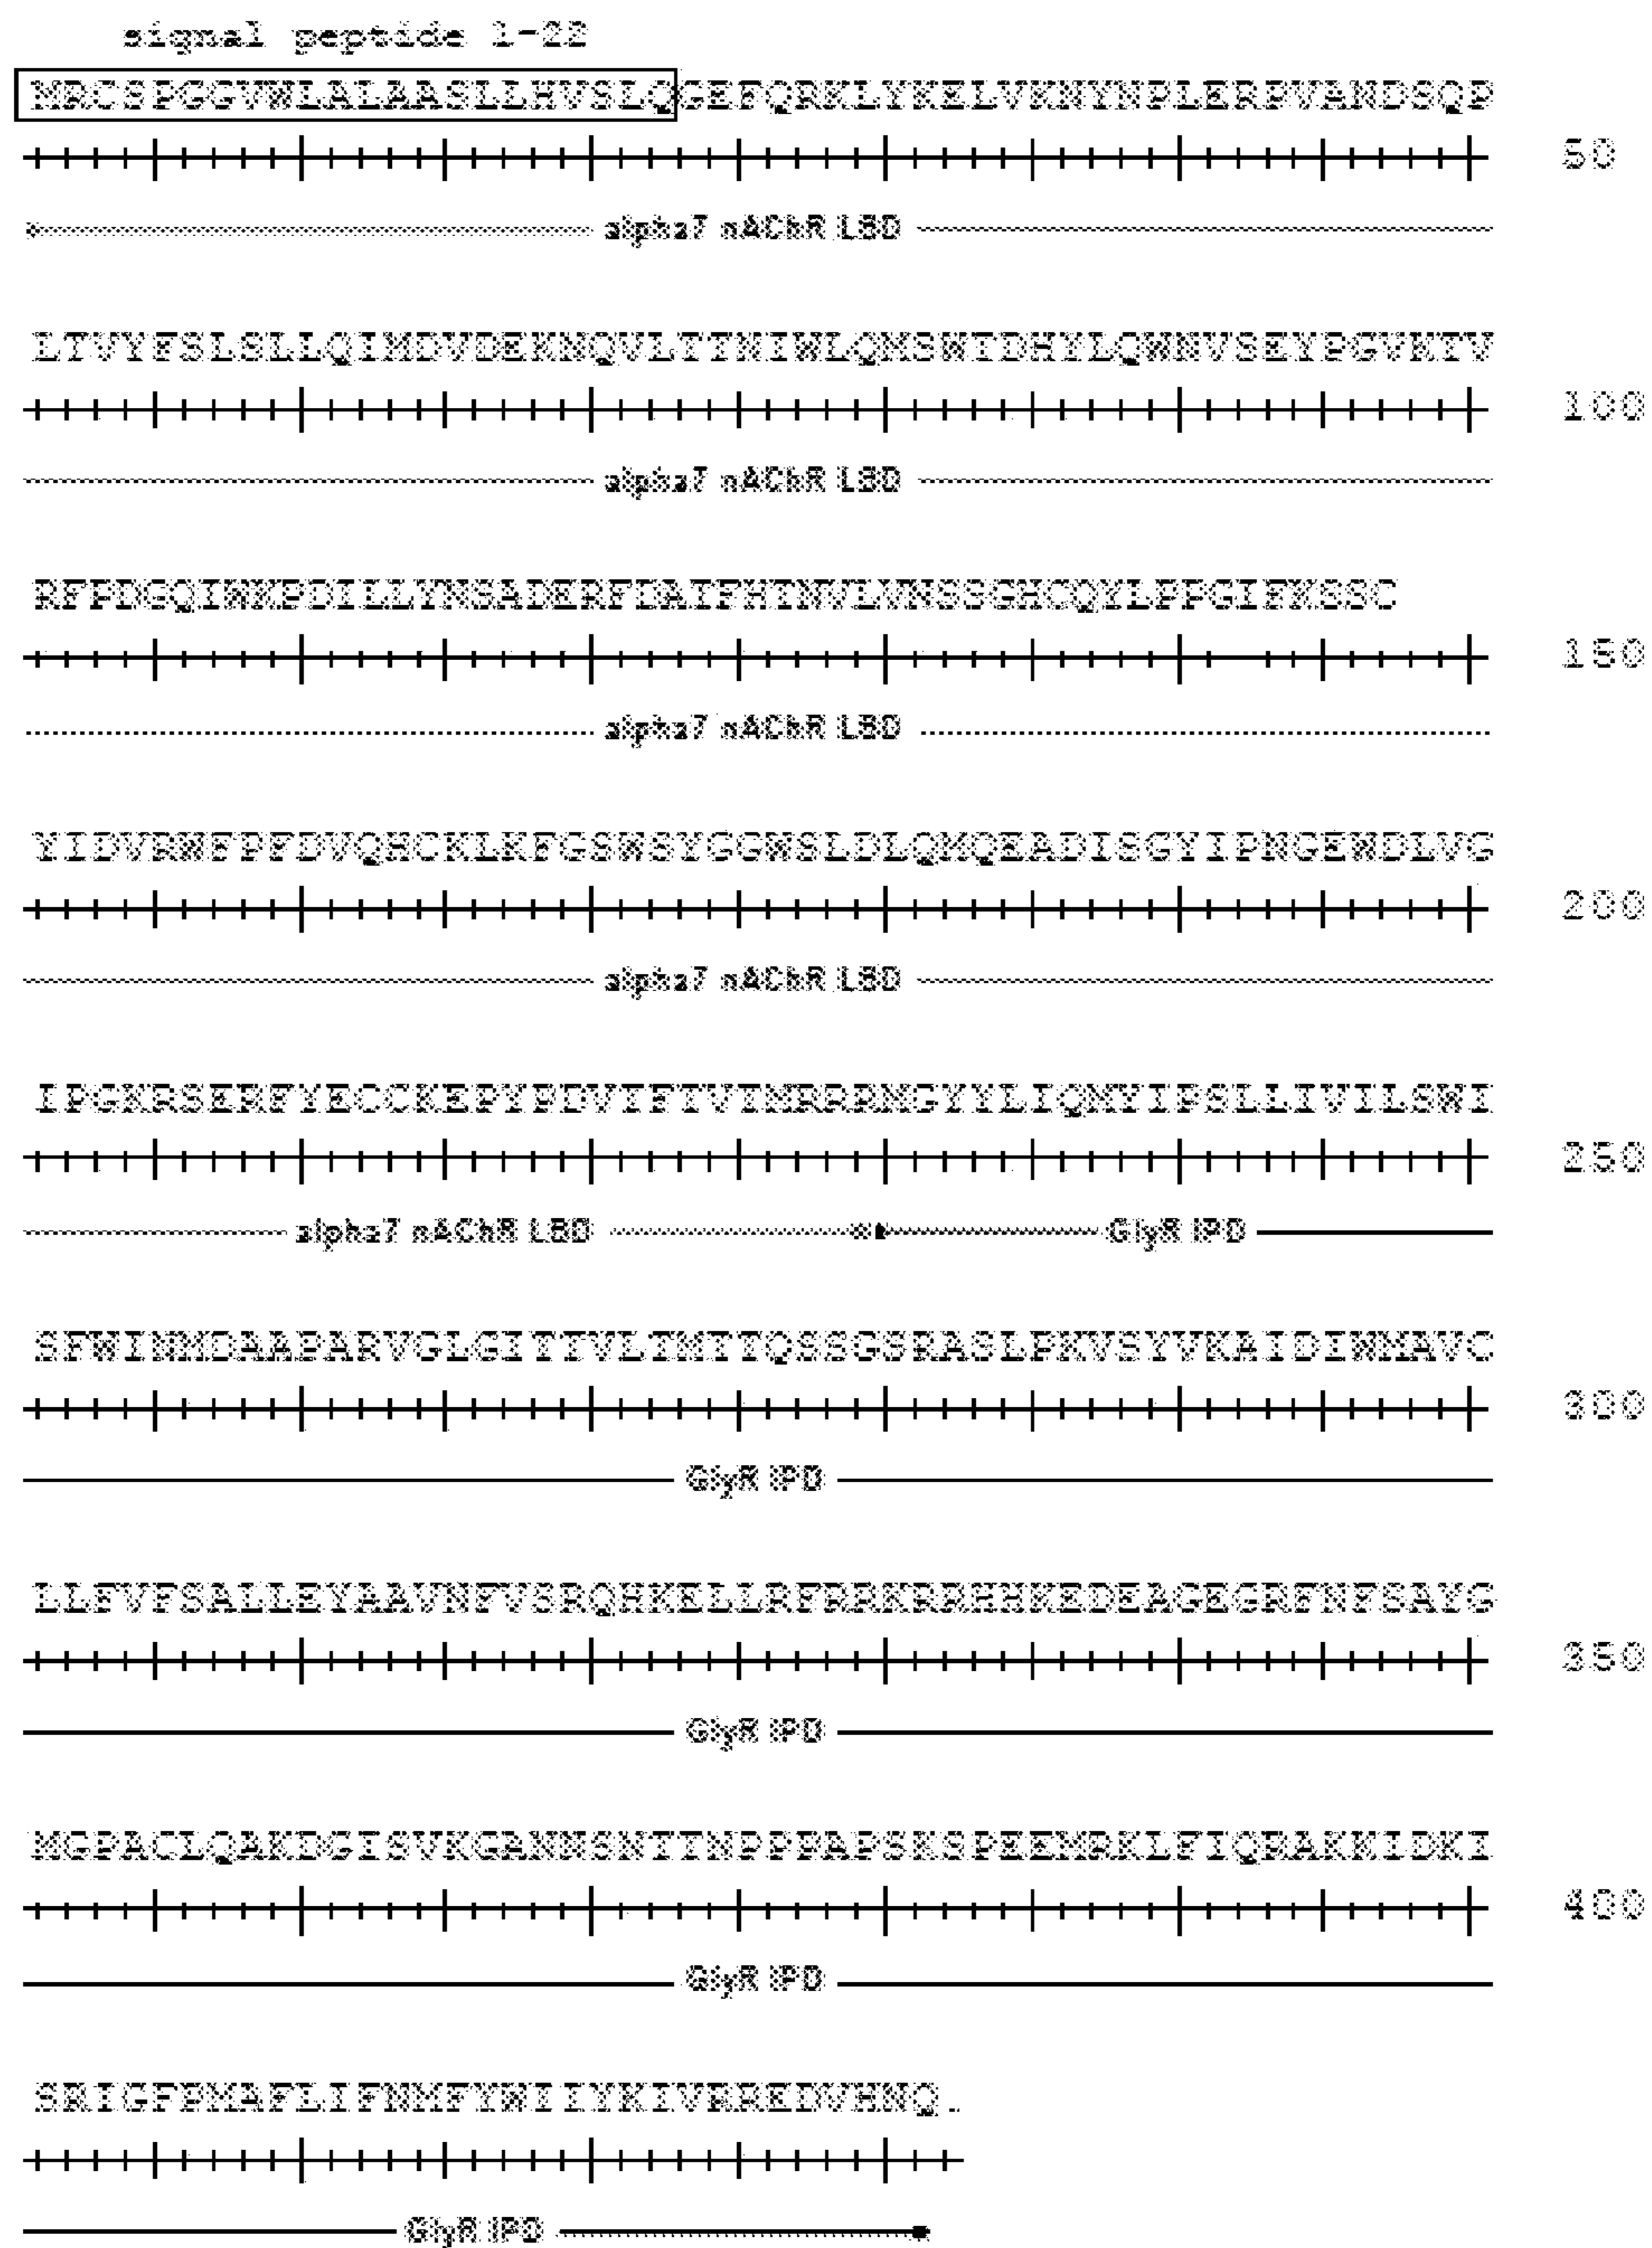 signal peptide 1-22
MRCSPGGVWLALAASLLHVSLQGEFQRKLYKELVKNYNPLERPVANDSQP
50
alpha7 nAChR LBD
LTVYFSLSLLQIMDVDEKNQVLTTNIWLQMSWTDHYLQWNVSEYPGVKTV
100
alpha7 nAChR LBD
RFPDGQIWKPDILLYNSADERFDATFHTNVLVNSSGHCQYLPPGIFKSSC
150
alpha7 nAChR LBD
YIDVRWFPFDVQHCKLKFGSWSYGGWSLDLQMQEADISGYIPNGEWDLVG
200
alpha7 nAChR LBD
IPGKRSERFYECCKEPYPDVTFTVTMRRRMGYYLIQMYIPSLLIVILSWI
250
alpha7 nAChR LBD GlyR IPD
SFWINMDAAPARVGLGITTVLTMTTQSSGSRASLPKVSYVKAIDIWMAVC
300
GlyR IPD
LLFVFSALLEYAAVNFVSRQHKELLRFRRKRRHHKEDEAGEGRFNFSAYG
350
GlyR IPD
MGPACLQAKDGISVKGANNSNTTNPPPAPSKSPEEMRKLFIQRAKKIDKI
400
GlyR IPD
SRIGFPMAFLIFNMFYWIIYKIVRREDVHNQ.
GlyR IPD